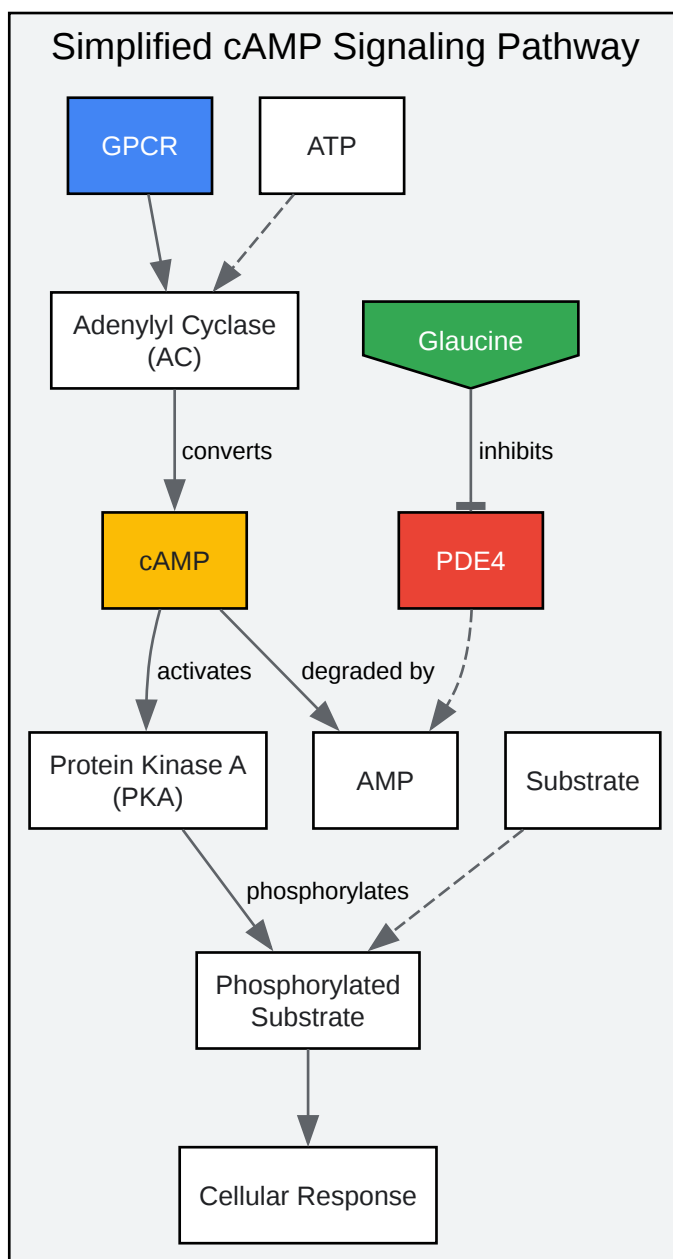 Simplified cAMP Signaling Pathway
GPCR
ATP
Adenylyl Cyclase
(AC)
Glaucine
converts
inhibits
cAMP
PDE4
activates
degraded by
Protein Kinase A
(PKA)
AMP
Substrate
phosphorylates
Phosphorylated
Substrate
Cellular Response